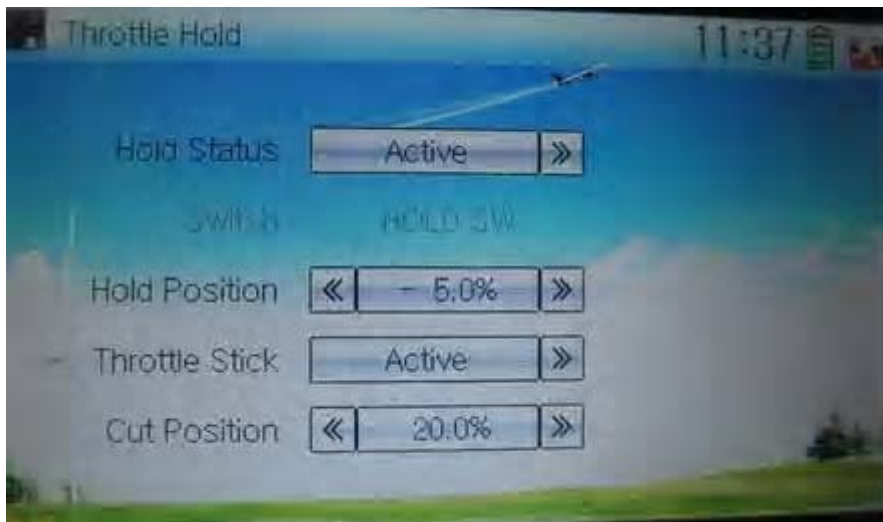 Throttle Hold 11:37
Hold Status Active »
Switch HOLD SW
Hold Position « - 5.0% »
Throttle Stick Active »
Cut Position « 20.0% »